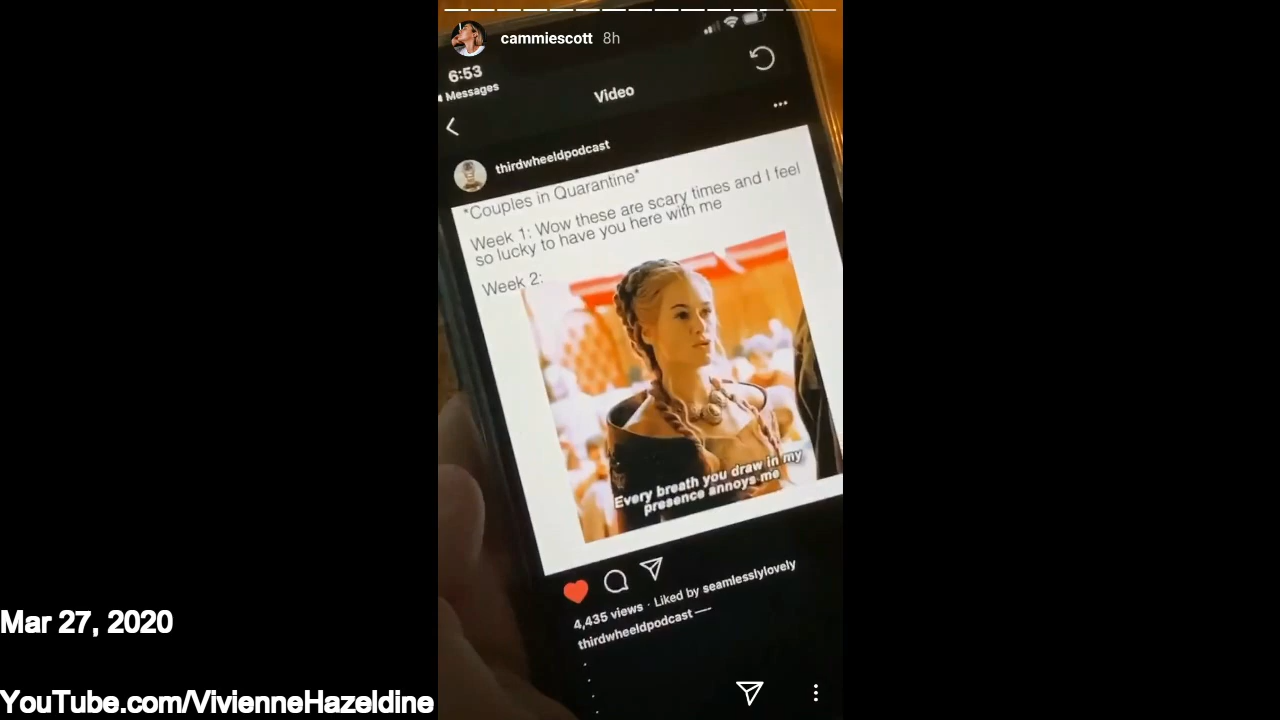 cammiescott 8h
6:53
Messages
Video
thirdwheeldpodcast
*Couples in Quarantine*
Week 1: Wow these are scary times and I feel
so lucky to have you here with me
Week 2:
Every breath you draw in my
presence annoys me
4,435 views · Liked by seamlesslylovely
thirdwheeldpodcast —
.
.
.
Mar 27, 2020
YouTube.com/VivienneHazeldine